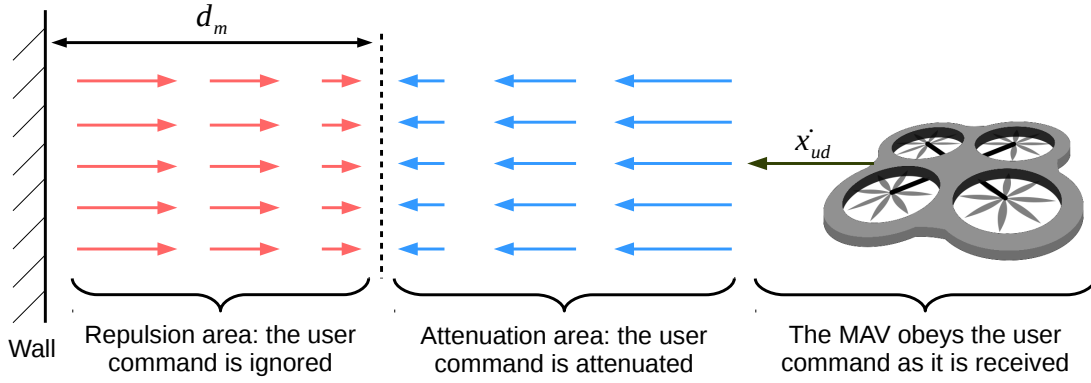 d_m
ẋ_ud
Wall
Repulsion area: the user
command is ignored
Attenuation area: the user
command is attenuated
The MAV obeys the user
command as it is received